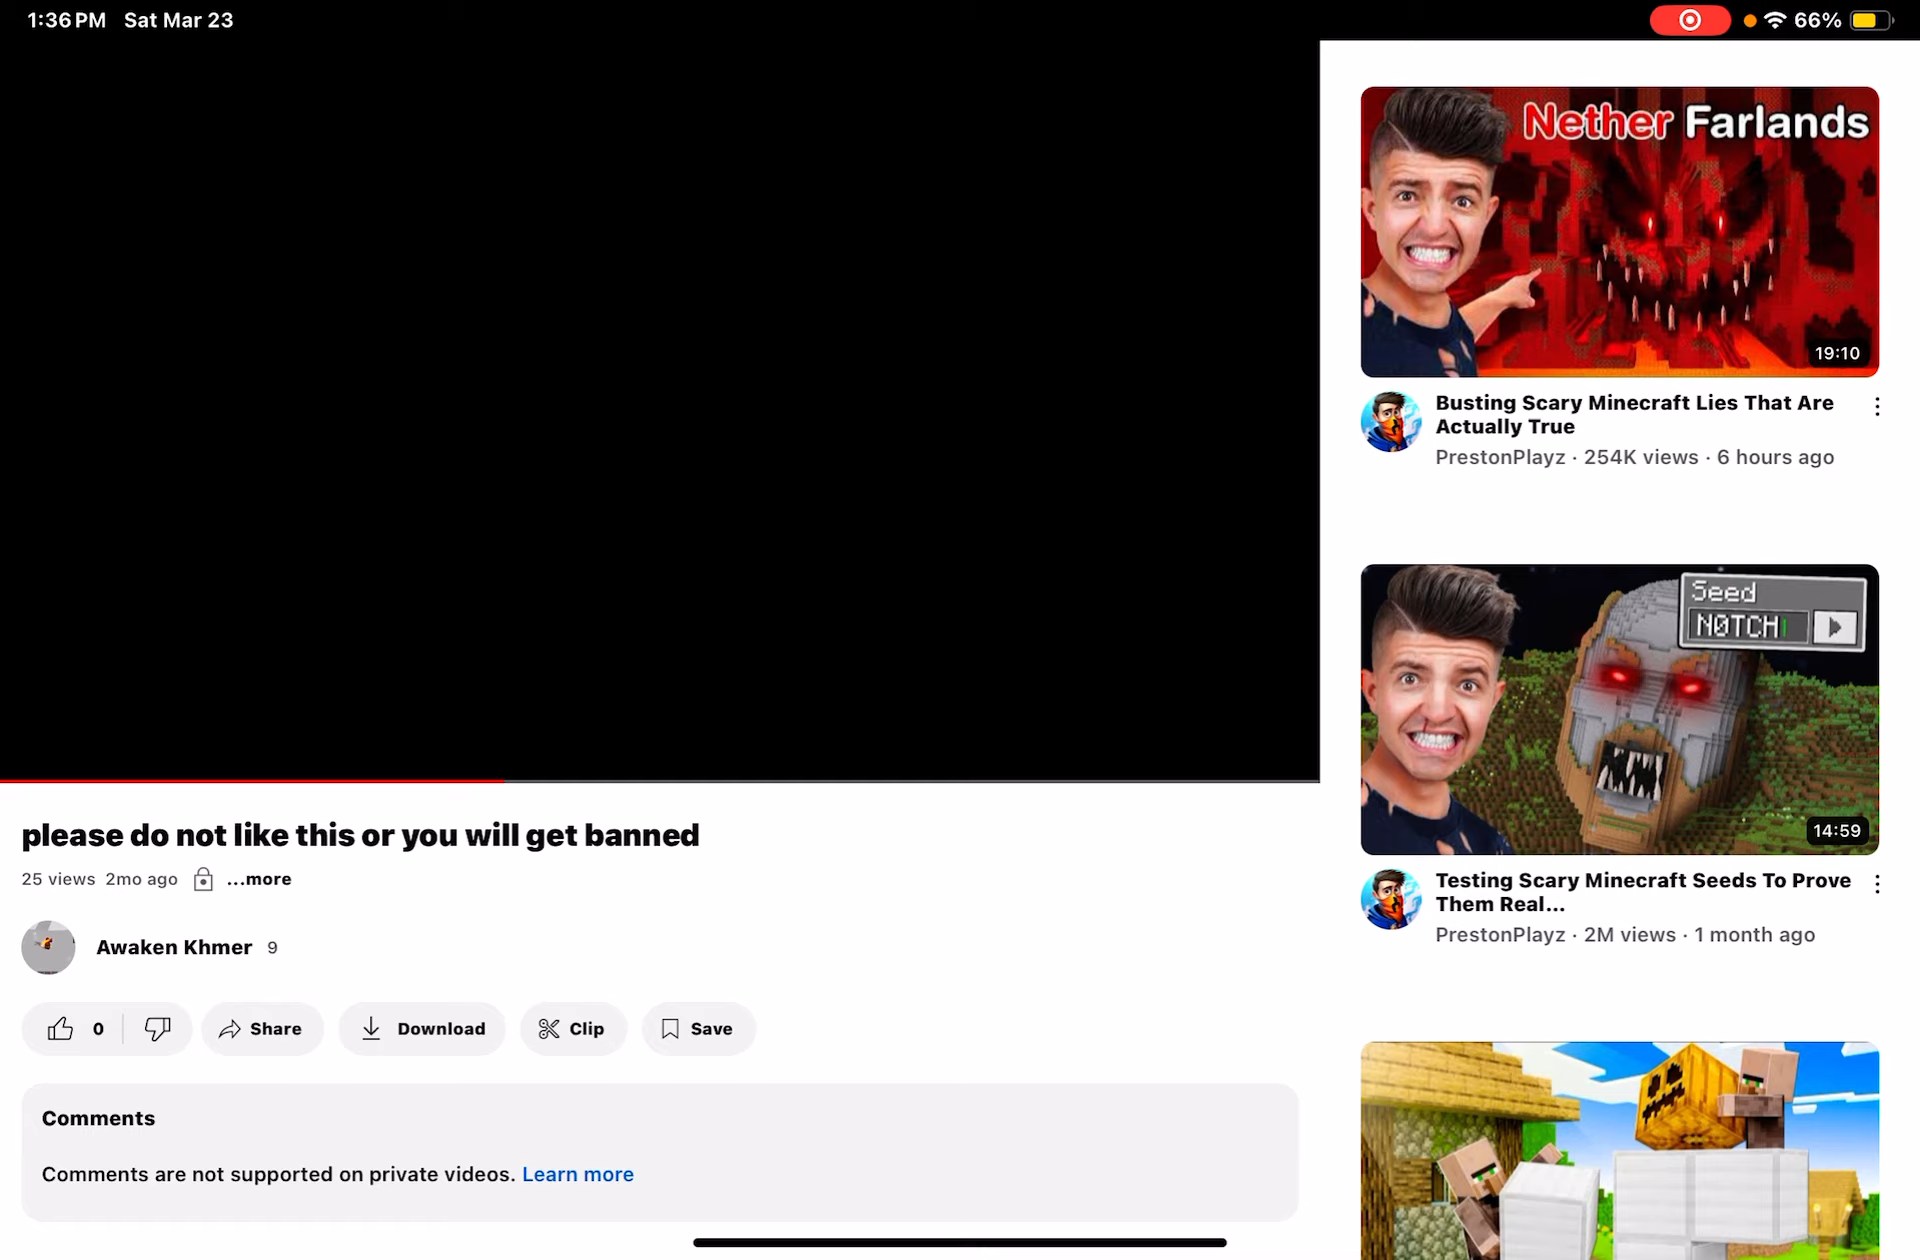 1:36 PM Sat Mar 23
66%
please do not like this or you will get banned
25 views 2mo ago ...more
Awaken Khmer 9
0
Share
Download
Clip
Save
Comments
Comments are not supported on private videos. Learn more
Nether Farlands
19:10
Busting Scary Minecraft Lies That Are
Actually True
PrestonPlayz · 254K views · 6 hours ago
Seed
N0TCH
14:59
Testing Scary Minecraft Seeds To Prove
Them Real...
PrestonPlayz · 2M views · 1 month ago